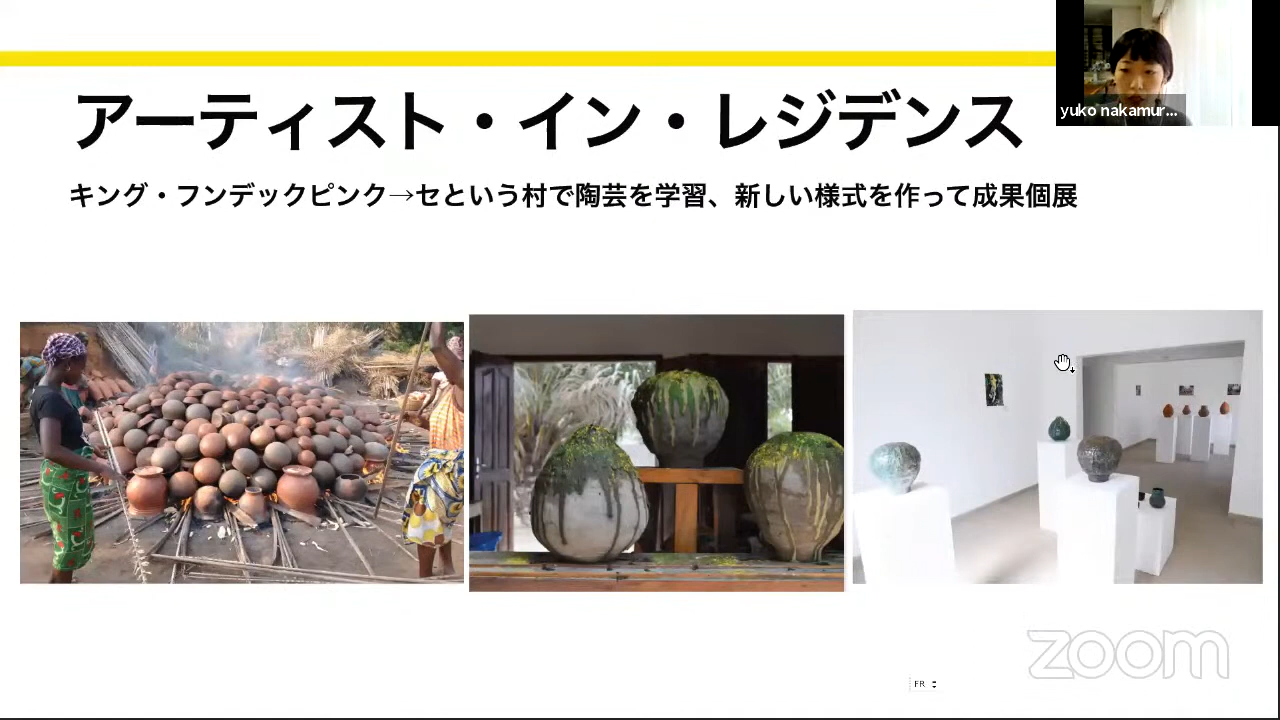 アーティスト・イン・レジデンス
yuko nakamur...
キング・フンデックピンク→セという村で陶芸を学習、新しい様式を作って成果個展
zoom
FR